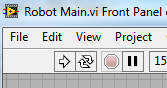 Robot Main.vi Front Panel
File Edit View Project
15